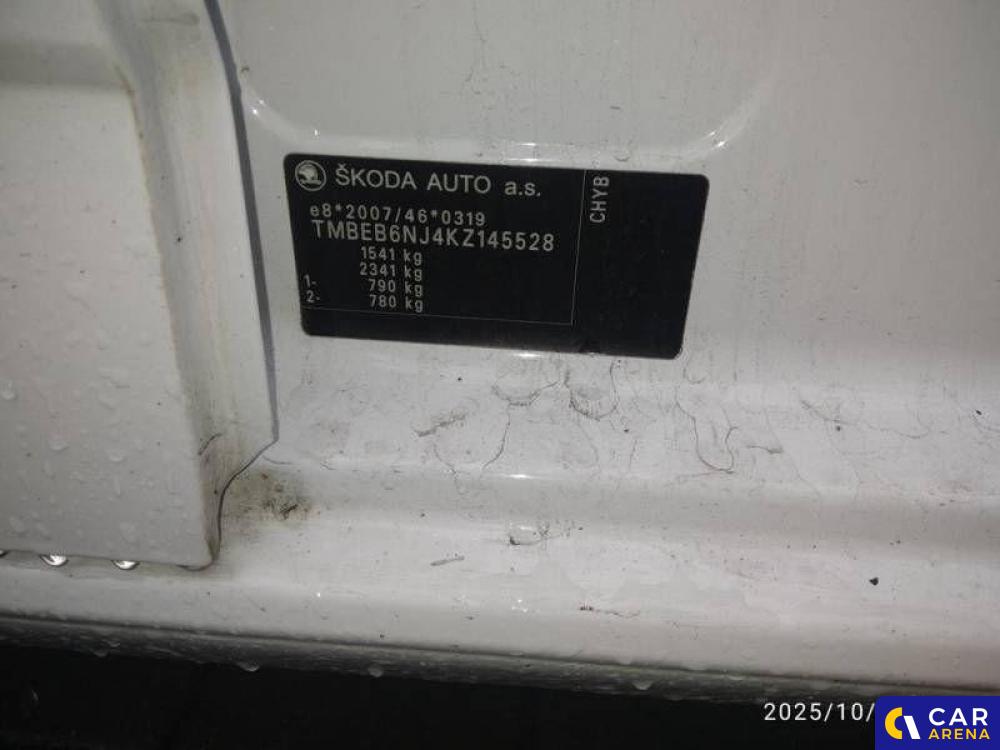 ŠKODA AUTO a.s.
CHYB
e8*2007/46*0319
TMBEB6NJ4KZ145528
1541 kg
2341 kg
1- 790 kg
2- 780 kg
2025/10/
CAR
ARENA